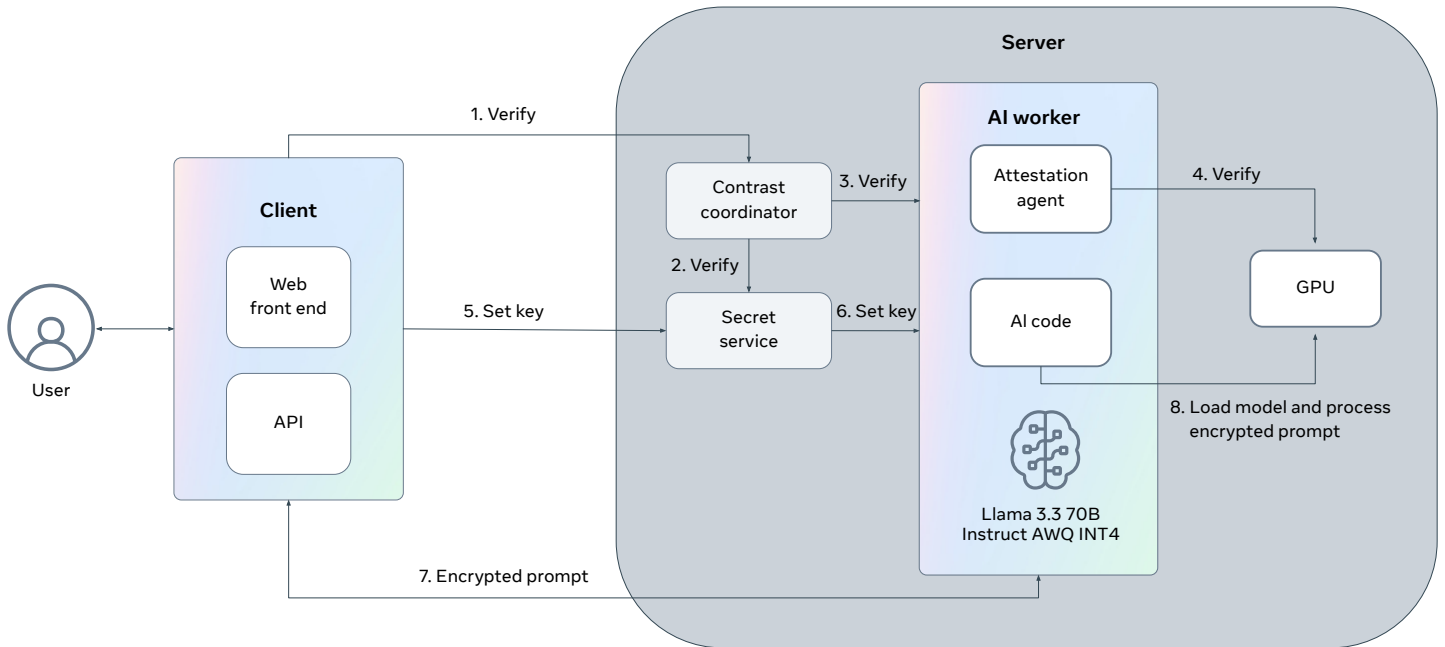 Server
1. Verify
AI worker
Client
Contrast
coordinator
3. Verify
Attestation
agent
4. Verify
Web
front end
2. Verify
GPU
User
5. Set key
Secret
service
6. Set key
AI code
API
8. Load model and process
encrypted prompt
Llama 3.3 70B
Instruct AWQ INT4
7. Encrypted prompt